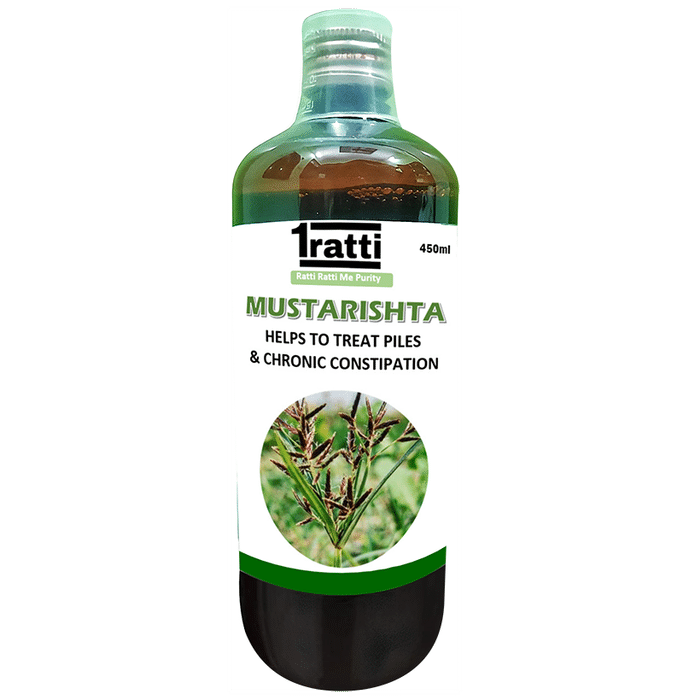 1ratti
450ml
Ratti Ratti Me Purity
MUSTARISHTA
HELPS TO TREAT PILES
& CHRONIC CONSTIPATION